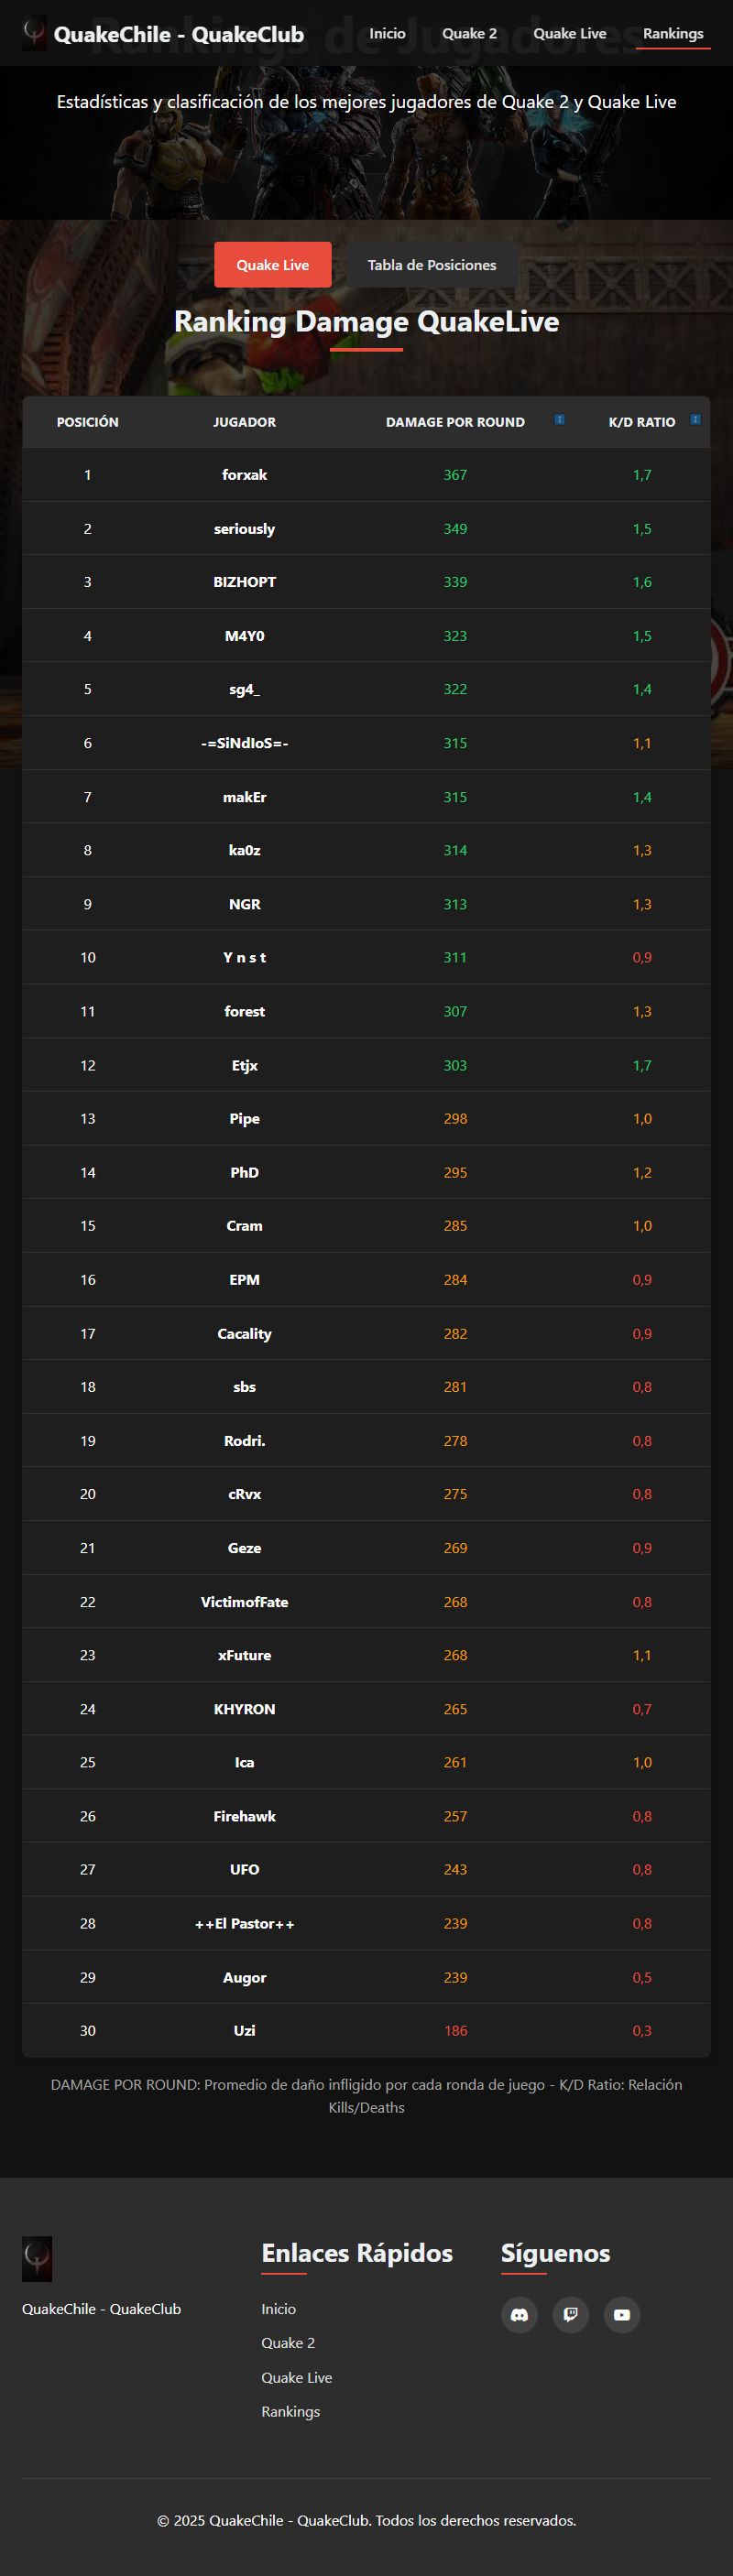 Rankings de Jugadores
QuakeChile - QuakeClub Inicio Quake 2 Quake Live Rankings
Estadísticas y clasificación de los mejores jugadores de Quake 2 y Quake Live
Quake Live Tabla de Posiciones
Ranking Damage QuakeLive
POSICIÓN JUGADOR DAMAGE POR ROUND K/D RATIO
1 forxak 367 1,7
2 seriously 349 1,5
3 BIZHOPT 339 1,6
4 M4Y0 323 1,5
5 sg4_ 322 1,4
6 -=SiNdIoS=- 315 1,1
7 makEr 315 1,4
8 ka0z 314 1,3
9 NGR 313 1,3
10 Y n s t 311 0,9
11 forest 307 1,3
12 Etjx 303 1,7
13 Pipe 298 1,0
14 PhD 295 1,2
15 Cram 285 1,0
16 EPM 284 0,9
17 Cacality 282 0,9
18 sbs 281 0,8
19 Rodri. 278 0,8
20 cRvx 275 0,8
21 Geze 269 0,9
22 VictimofFate 268 0,8
23 xFuture 268 1,1
24 KHYRON 265 0,7
25 Ica 261 1,0
26 Firehawk 257 0,8
27 UFO 243 0,8
28 ++El Pastor++ 239 0,8
29 Augor 239 0,5
30 Uzi 186 0,3
DAMAGE POR ROUND: Promedio de daño infligido por cada ronda de juego - K/D Ratio: Relación
Kills/Deaths
QuakeChile - QuakeClub
Enlaces Rápidos
Inicio
Quake 2
Quake Live
Rankings
Síguenos
© 2025 QuakeChile - QuakeClub. Todos los derechos reservados.